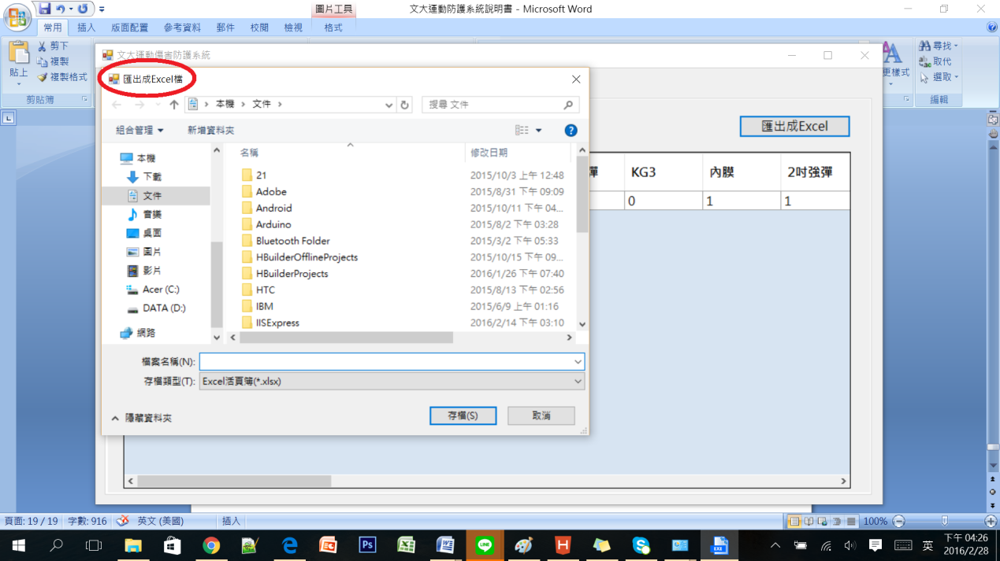 圖片工具
文大運動防護系統說明書 - Microsoft Word
常用 插入 版面配置 參考資料 郵件 校閱 檢視 格式
貼上
剪下
複製
複製格式
剪貼簿
更樣式
尋找
取代
選取
編輯
文大運動傷害防護系統
匯出成Excel檔
本機 › 文件 ›
搜尋 文件
組合管理 新增資料夾
匯出成Excel
本機
下載
文件
音樂
桌面
圖片
影片
Acer (C:)
DATA (D:)
網路
名稱 修改日期
21 2015/10/3 上午 12:48
Adobe 2015/8/31 下午 09:09
Android 2015/10/11 下午 04...
Arduino 2015/8/2 下午 03:28
Bluetooth Folder 2015/3/2 下午 05:33
HBuilderOfflineProjects 2015/10/15 下午 09...
HBuilderProjects 2016/1/26 下午 07:40
HTC 2015/8/13 下午 02:56
IBM 2015/6/9 上午 01:16
IISExpress 2016/2/14 下午 03:10
彈 KG3 內膜 2吋強彈
0 1 1
檔案名稱(N):
存檔類型(T): Excel活頁簿(*.xlsx)
隱藏資料夾
存檔(S) 取消
頁面: 19 / 19 字數: 916 英文 (美國) 插入 100%
英
下午 04:26
2016/2/28